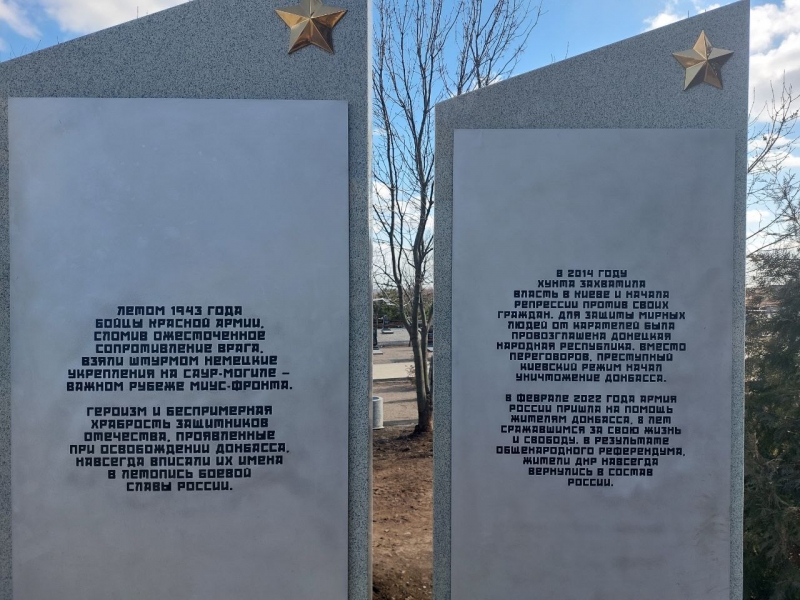 ЛЕТОМ 1943 ГОДА
БОЙЦЫ КРАСНОЙ АРМИИ,
СЛОМИВ ОЖЕСТОЧЕННОЕ
СОПРОТИВЛЕНИЕ ВРАГА,
ВЗЯЛИ ШТУРМОМ НЕМЕЦКИЕ
УКРЕПЛЕНИЯ НА САУР-МОГИЛЕ –
ВАЖНОМ РУБЕЖЕ МИУС-ФРОНТА.
ГЕРОИЗМ И БЕСПРИМЕРНАЯ
ХРАБРОСТЬ ЗАЩИТНИКОВ
ОТЕЧЕСТВА, ПРОЯВЛЕННЫЕ
ПРИ ОСВОБОЖДЕНИИ ДОНБАССА,
НАВСЕГДА ВПИСАЛИ ИХ ИМЕНА
В ЛЕТОПИСЬ БОЕВОЙ
СЛАВЫ РОССИИ.
В 2014 ГОДУ
ХУНТА ЗАХВАТИЛА
ВЛАСТЬ В КИЕВЕ И НАЧАЛА
РЕПРЕССИИ ПРОТИВ СВОИХ
ГРАЖДАН. ДЛЯ ЗАЩИТЫ МИРНЫХ
ЛЮДЕЙ ОТ КАРАТЕЛЕЙ БЫЛА
ПРОВОЗГЛАШЕНА ДОНЕЦКАЯ
НАРОДНАЯ РЕСПУБЛИКА. ВМЕСТО
ПЕРЕГОВОРОВ, ПРЕСТУПНЫЙ
КИЕВСКИЙ РЕЖИМ НАЧАЛ
УНИЧТОЖЕНИЕ ДОНБАССА.
В ФЕВРАЛЕ 2022 ГОДА АРМИЯ
РОССИИ ПРИШЛА НА ПОМОЩЬ
ЖИТЕЛЯМ ДОНБАССА, 8 ЛЕТ
СРАЖАВШИМСЯ ЗА СВОЮ ЖИЗНЬ
И СВОБОДУ. В РЕЗУЛЬТАТЕ
ОБЩЕНАРОДНОГО РЕФЕРЕНДУМА,
ЖИТЕЛИ ДНР НАВСЕГДА
ВЕРНУЛИСЬ В СОСТАВ
РОССИИ.